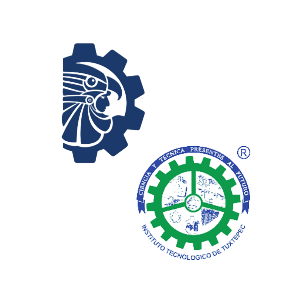 CIENCIA Y TECNICA PRESENTES AL FUTURO
®
INSTITUTO TECNOLOGICO DE TUXTEPEC